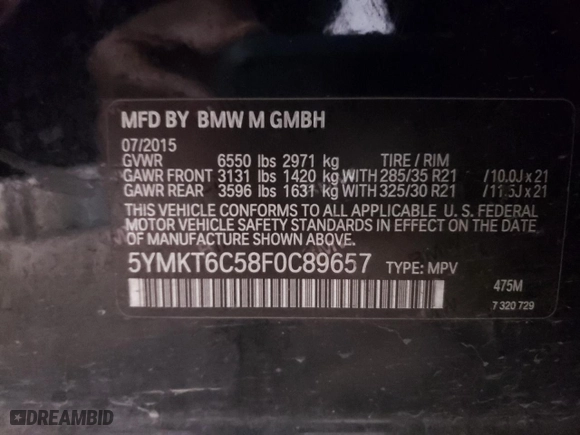 MFD BY BMW M GMBH
07/2015
GVWR 6550 lbs 2971 kg TIRE / RIM
GAWR FRONT 3131 lbs 1420 kg WITH 285/35 R21 /10.0J x 21
GAWR REAR 3596 lbs 1631 kg WITH 325/30 R21 /11.5J x 21
THIS VEHICLE CONFORMS TO ALL APPLICABLE U. S. FEDERAL
MOTOR VEHICLE SAFETY STANDARDS IN EFFECT ON THE
DATE OF MANUFACTURE SHOWN ABOVE.
5YMKT6C58F0C89657 TYPE: MPV
475M
7 320 729
DREAMBID